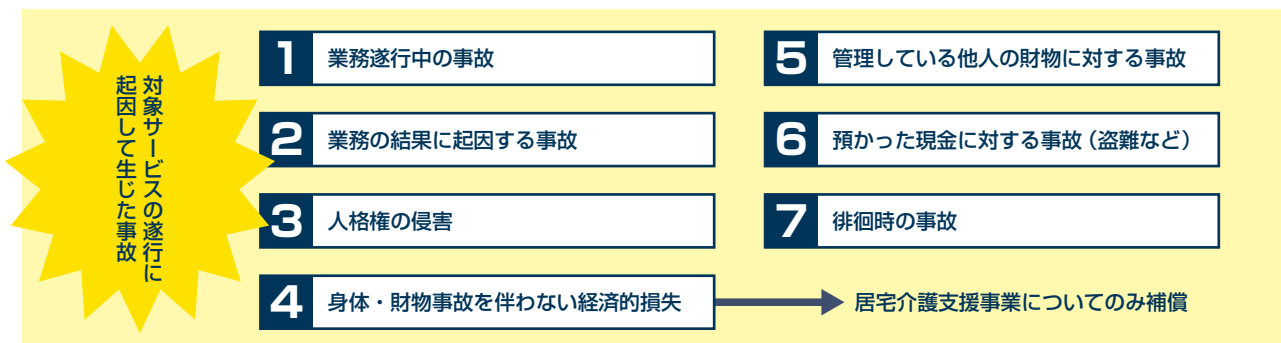 対象サービスの遂行に
起因して生じた事故
1 業務遂行中の事故
2 業務の結果に起因する事故
3 人格権の侵害
4 身体・財物事故を伴わない経済的損失
居宅介護支援事業についてのみ補償
5 管理している他人の財物に対する事故
6 預かった現金に対する事故（盗難など）
7 徘徊時の事故